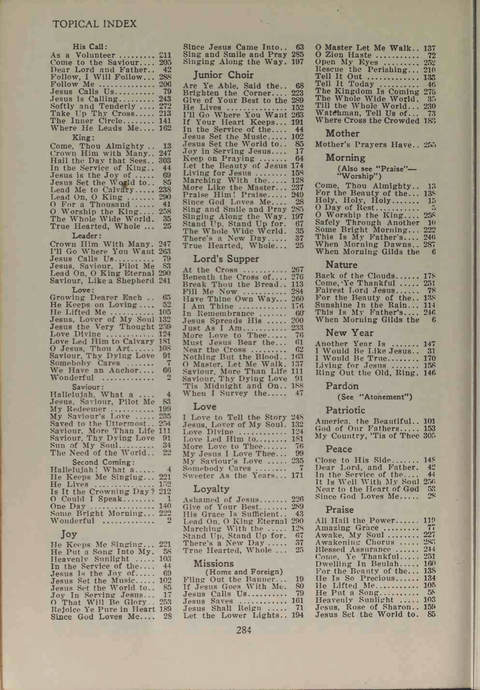 TOPICAL INDEX
His Call:
As a Volunteer .......... 211
Come to the Saviour.... 205
Dear Lord and Father.. 42
Follow, I Will Follow... 288
Follow Me ............. 206
Jesus Calls Us.......... 79
Jesus Is Calling......... 243
Softly and Tenderly .... 272
Take Up Thy Cross..... 213
The Inner Circle........ 141
Where He Leads Me.... 162
King:
Come, Thou Almighty .. 13
Crown Him with Many.. 247
Hail the Day that Sees.. 303
In the Service of King.. 44
Jesus is the Joy of...... 69
Jesus Set the World to.. 85
Lead Me to Calvary .... 238
Lead On, O King ....... 290
O For a Thousand ..... 41
O Worship the King.... 258
The Whole Wide World. 35
True Hearted, Whole ... 25
Leader:
Crown Him With Many. 247
I'll Go Where You Want 263
Jesus Calls Us.......... 79
Jesus, Saviour, Pilot Me 83
Lead On, O King Eternal 290
Saviour, Like a Shepherd 241
Love:
Growing Dearer Each .. 65
He Keeps on Loving .... 52
He Lifted Me .......... 105
Jesus, Lover of My Soul 132
Jesus the Very Thought 239
Love Divine ........... 124
Love Led Him to Calvary 181
O Jesus, Thou Art...... 108
Saviour, Thy Dying Love 91
Somebody Cares ........ 7
We Have an Anchor.... 66
Wonderful ............. 2
Saviour:
Hallelujah, What a ..... 4
Jesus, Saviour, Pilot Me 83
My Redeemer .......... 199
My Saviour's Love ..... 235
Saved to the Uttermost.. 254
Saviour, More Than Life 111
Saviour, Thy Dying Love 91
Sun of My Soul......... 34
The Need of the World.. 22
Second Coming:
Hallelujah! What a..... 4
He Keeps Me Singing... 221
He Lives ............... 152
Is It the Crowning Day? 212
O Could I Speak........ 1
One Day ............... 140
Some Bright Morning... 222
Wonderful ............. 2
Joy
He Keeps Me Singing... 221
He Put a Song Into My. 58
Heavenly Sunlight ..... 103
In the Service of the.... 44
Jesus Is the Joy of...... 69
Jesus Set the Music..... 102
Jesus Set the World to.. 85
Joy In Serving Jesus.... 17
O That Will Be Glory... 253
Rejoice Ye Pure in Heart 189
Since God Loves Me.... 28
Since Jesus Came Into.. 63
Sing and Smile and Pray 285
Singing Along the Way. 197
Junior Choir
Are Ye Able, Said the... 68
Brighten the Corner.... 223
Give of Your Best to the 289
He Lives ............... 152
I'll Go Where You Want 263
If Your Heart Keeps.... 191
In the Service of the.... 44
Jesus Set the Music..... 102
Jesus Set the World to.. 85
Joy in Serving Jesus.... 17
Keep on Praying ....... 64
Let the Beauty of Jesus 174
Living for Jesus ........ 158
Marching With the..... 128
More Like the Master... 237
Praise Him! Praise..... 249
Since God Loves Me.... 28
Sing and Smile and Pray 285
Singing Along the Way. 197
Stand Up, Stand Up for. 67
The Whole Wide World. 35
There's a New Day..... 37
True Hearted, Whole... 25
Lord's Supper
At the Cross ........... 267
Beneath the Cross of... 276
Break Thou the Bread.. 113
Fill Me Now ........... 284
Have Thine Own Way.. 260
I Am Thine ............ 176
In Remembrance ....... 60
Jesus Spreads His ..... 200
Just As I Am........... 233
More Love to Thee..... 76
Must Jesus Bear the... 61
Near the Cross ......... 62
Nothing But the Blood.. 163
O Master, Let Me Walk. 137
Saviour, More Than Life 111
Saviour, Thy Dying Love 91
'Tis Midnight and On.. 188
When I Survey the..... 47
Love
I Love to Tell the Story 248
Jesus, Lover of My Soul. 132
Love Divine ........... 124
Love Led Him to........ 181
More Love to Thee..... 76
My Jesus I Love Thee... 99
My Saviour's Love ..... 235
Somebody Cares ....... 7
Sweeter As the Years... 171
Loyalty
Ashamed of Jesus...... 226
Give of Your Best...... 289
His Grace Is Sufficient.. 43
Lead On, O King Eternal 290
Marching With the .... 128
Stand Up, Stand Up for. 67
There's a New Day..... 37
True Hearted, Whole ... 25
Missions
(Home and Foreign)
Fling Out the Banner... 19
If Jesus Goes With Me.. 80
Jesus Calls Us.......... 79
Jesus Saves ............ 161
Jesus Shall Reign ...... 71
Let the Lower Lights... 194
O Master Let Me Walk.. 137
O Zion Haste .......... 72
Open My Eyes ......... 252
Rescue the Perishing... 210
Tell It Out ............. 133
Tell It Today .......... 46
The Kingdom Is Coming 275
The Whole Wide World. 35
Till the Whole World... 230
Watchman, Tell Us of... 73
Where Cross the Crowded 185
Mother
Mother's Prayers Have.. 255
Morning
(Also see "Praise"—
"Worship")
Come, Thou Almighty.. 13
For the Beauty of the.. 138
Holy, Holy, Holy....... 15
O Day of Rest.......... 5
O Worship the King.... 258
Safely Through Another 10
Some Bright Morning.. 222
This Is My Father's.... 246
When Morning Dawns.. 287
When Morning Gilds the 6
Nature
Back of the Clouds..... 178
Come, Ye Thankful .... 251
Fairest Lord Jesus..... 78
For the Beauty of the.. 138
Sunshine In the Rain... 114
This Is My Father's.... 246
When Morning Gilds the 6
New Year
Another Year Is ....... 147
I Would Be Like Jesus.. 31
I Would Be True....... 170
Living for Jesus ........ 158
Ring Out the Old, Ring. 146
Pardon
(See "Atonement")
Patriotic
America, the Beautiful.. 101
God of Our Fathers..... 153
My Country, 'Tis of Thee 305
Peace
Close to His Side....... 148
Dear Lord, and Father. 42
In the Service of the... 44
It Is Well With My Soul 256
Near to the Heart of God 53
Since God Loves Me.... 28
Praise
All Hail the Power..... 119
Amazing Grace ........ 77
Awake, My Soul ....... 227
Awakening Chorus ..... 282
Blessed Assurance ..... 244
Come, Ye Thankful..... 251
Dwelling In Beulah..... 160
For the Beauty of the.. 138
He Is So Precious....... 134
He Lifted Me........... 105
He Put a Song.......... 58
Heavenly Sunlight ..... 103
Jesus, Rose of Sharon.. 159
Jesus Set the World to. 85
284